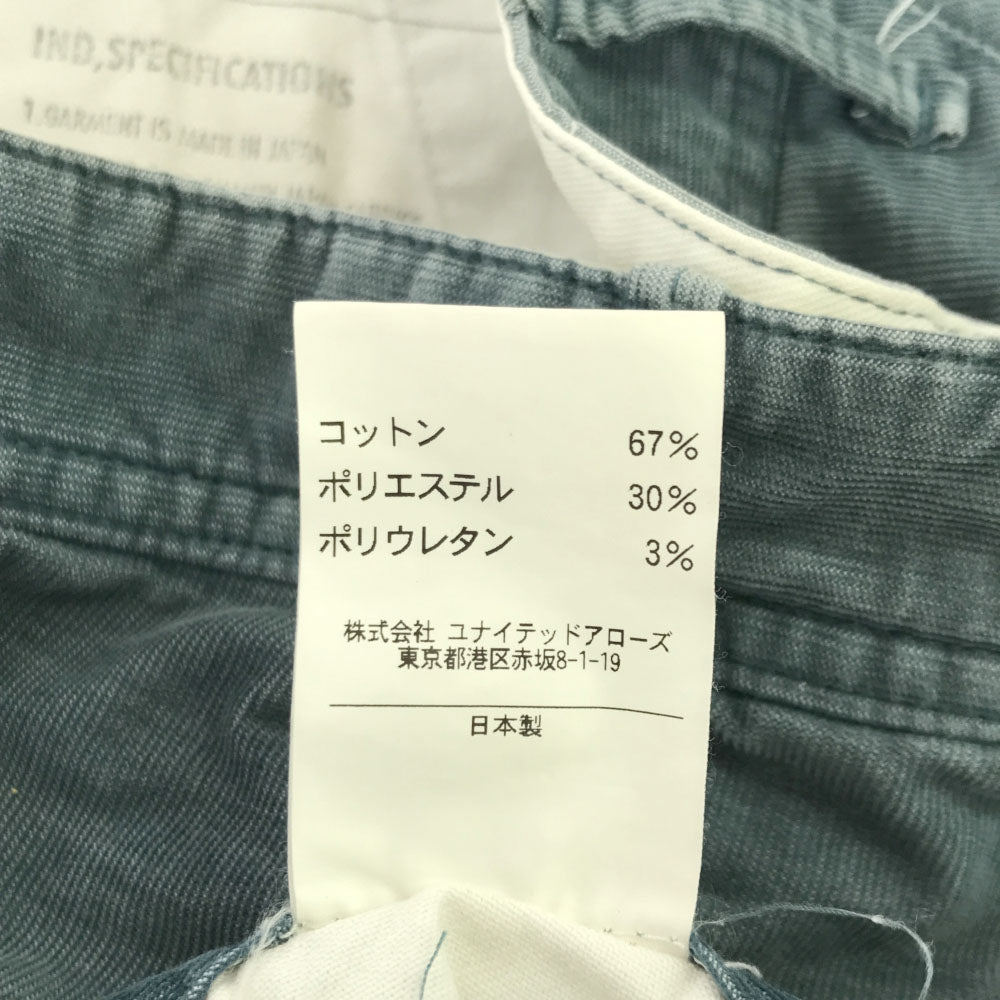 IND,SPECIFICATIONS
1.GARMENT IS MADE IN JAPAN
コットン 67%
ポリエステル 30%
ポリウレタン 3%
株式会社 ユナイテッドアローズ
東京都港区赤坂8-1-19
日本製